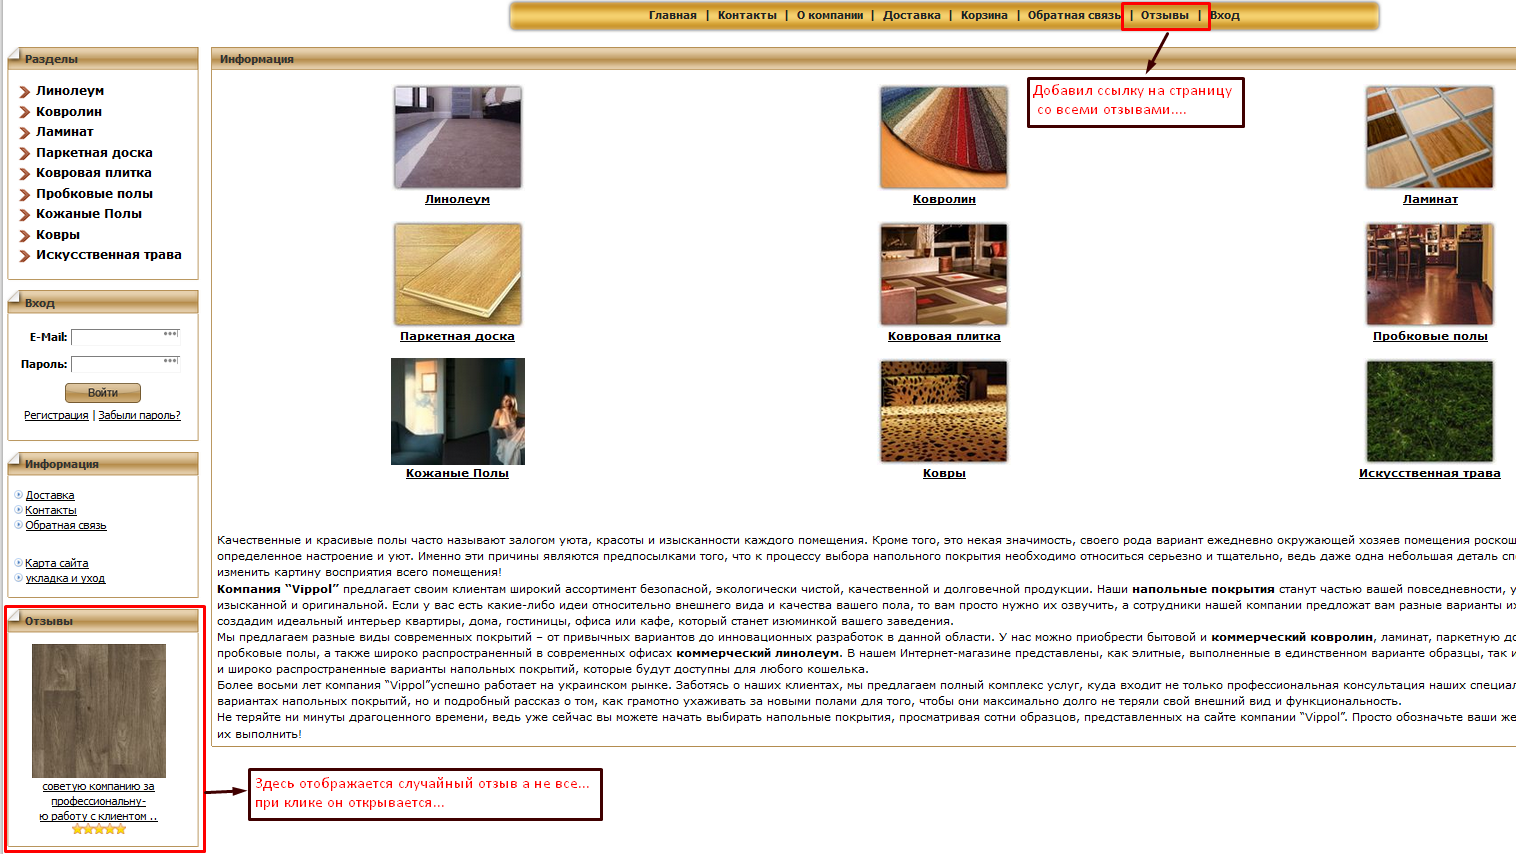 Главная | Контакты | О компании | Доставка | Корзина | Обратная связь | Отзывы | Вход
Разделы
Линолеум
Ковролин
Ламинат
Паркетная доска
Ковровая плитка
Пробковые полы
Кожаные Полы
Ковры
Искусственная трава
Вход
E-Mail:
Пароль:
Войти
Регистрация | Забыли пароль?
Информация
Доставка
Контакты
Обратная связь
Карта сайта
укладка и уход
Отзывы
советую компанию за
профессиональну-
ю работу с клиентом ..
Информация
Добавил ссылку на страницу
со всеми отзывами....
Линолеум
Ковролин
Ламинат
Паркетная доска
Ковровая плитка
Пробковые полы
Кожаные Полы
Ковры
Искусственная трава
Качественные и красивые полы часто называют залогом уюта, красоты и изысканности каждого помещения. Кроме того, это некая значимость, своего рода вариант ежедневно окружающей хозяев помещения роскош
определенное настроение и уют. Именно эти причины являются предпосылками того, что к процессу выбора напольного покрытия необходимо относиться серьезно и тщательно, ведь даже одна небольшая деталь сп
изменить картину восприятия всего помещения!
Компания “Vippol” предлагает своим клиентам широкий ассортимент безопасной, экологически чистой, качественной и долговечной продукции. Наши напольные покрытия станут частью вашей повседневности, у
изысканной и оригинальной. Если у вас есть какие-либо идеи относительно внешнего вида и качества вашего пола, то вам просто нужно их озвучить, а сотрудники нашей компании предложат вам разные варианты их
создадим идеальный интерьер квартиры, дома, гостиницы, офиса или кафе, который станет изюминкой вашего заведения.
Мы предлагаем разные виды современных покрытий – от привычных вариантов до инновационных разработок в данной области. У нас можно приобрести бытовой и коммерческий ковролин, ламинат, паркетную до
пробковые полы, а также широко распространенный в современных офисах коммерческий линолеум. В нашем Интернет-магазине представлены, как элитные, выполненные в единственном варианте образцы, так и
и широко распространенные варианты напольных покрытий, которые будут доступны для любого кошелька.
Более восьми лет компания “Vippol”успешно работает на украинском рынке. Заботясь о наших клиентах, мы предлагаем полный комплекс услуг, куда входит не только профессиональная консультация наших специал
вариантах напольных покрытий, но и подробный рассказ о том, как грамотно ухаживать за новыми полами для того, чтобы они максимально долго не теряли свой внешний вид и функциональность.
Не теряйте ни минуты драгоценного времени, ведь уже сейчас вы можете начать выбирать напольные покрытия, просматривая сотни образцов, представленных на сайте компании “Vippol”. Просто обозначьте ваши же
их выполнить!
Здесь отображается случайный отзыв а не все...
при клике он открывается...